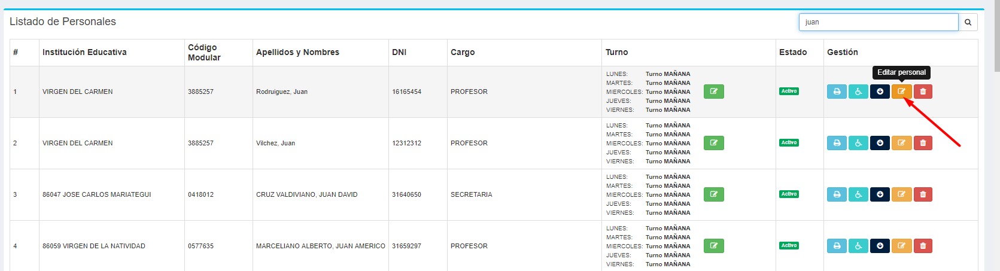 Listado de Personales
juan
# Institución Educativa Código Modular Apellidos y Nombres DNI Cargo Turno Estado Gestión
Editar personal
1 VIRGEN DEL CARMEN 3885257 Rodruiguez, Juan 16165454 PROFESOR
LUNES: Turno MAÑANA
MARTES: Turno MAÑANA
MIERCOLES: Turno MAÑANA
JUEVES: Turno MAÑANA
VIERNES: Turno MAÑANA
Activo
2 VIRGEN DEL CARMEN 3885257 Vilchez, Juan 12312312 PROFESOR
LUNES: Turno MAÑANA
MARTES: Turno MAÑANA
MIERCOLES: Turno MAÑANA
JUEVES: Turno MAÑANA
VIERNES: Turno MAÑANA
Activo
3 86047 JOSE CARLOS MARIATEGUI 0418012 CRUZ VALDIVIANO, JUAN DAVID 31640650 SECRETARIA
LUNES: Turno MAÑANA
MARTES: Turno MAÑANA
MIERCOLES: Turno MAÑANA
JUEVES: Turno MAÑANA
VIERNES: Turno MAÑANA
Activo
4 86059 VIRGEN DE LA NATIVIDAD 0577635 MARCELIANO ALBERTO, JUAN AMERICO 31659297 PROFESOR
LUNES: Turno MAÑANA
MARTES: Turno MAÑANA
MIERCOLES: Turno MAÑANA
JUEVES: Turno MAÑANA
VIERNES: Turno MAÑANA
Activo